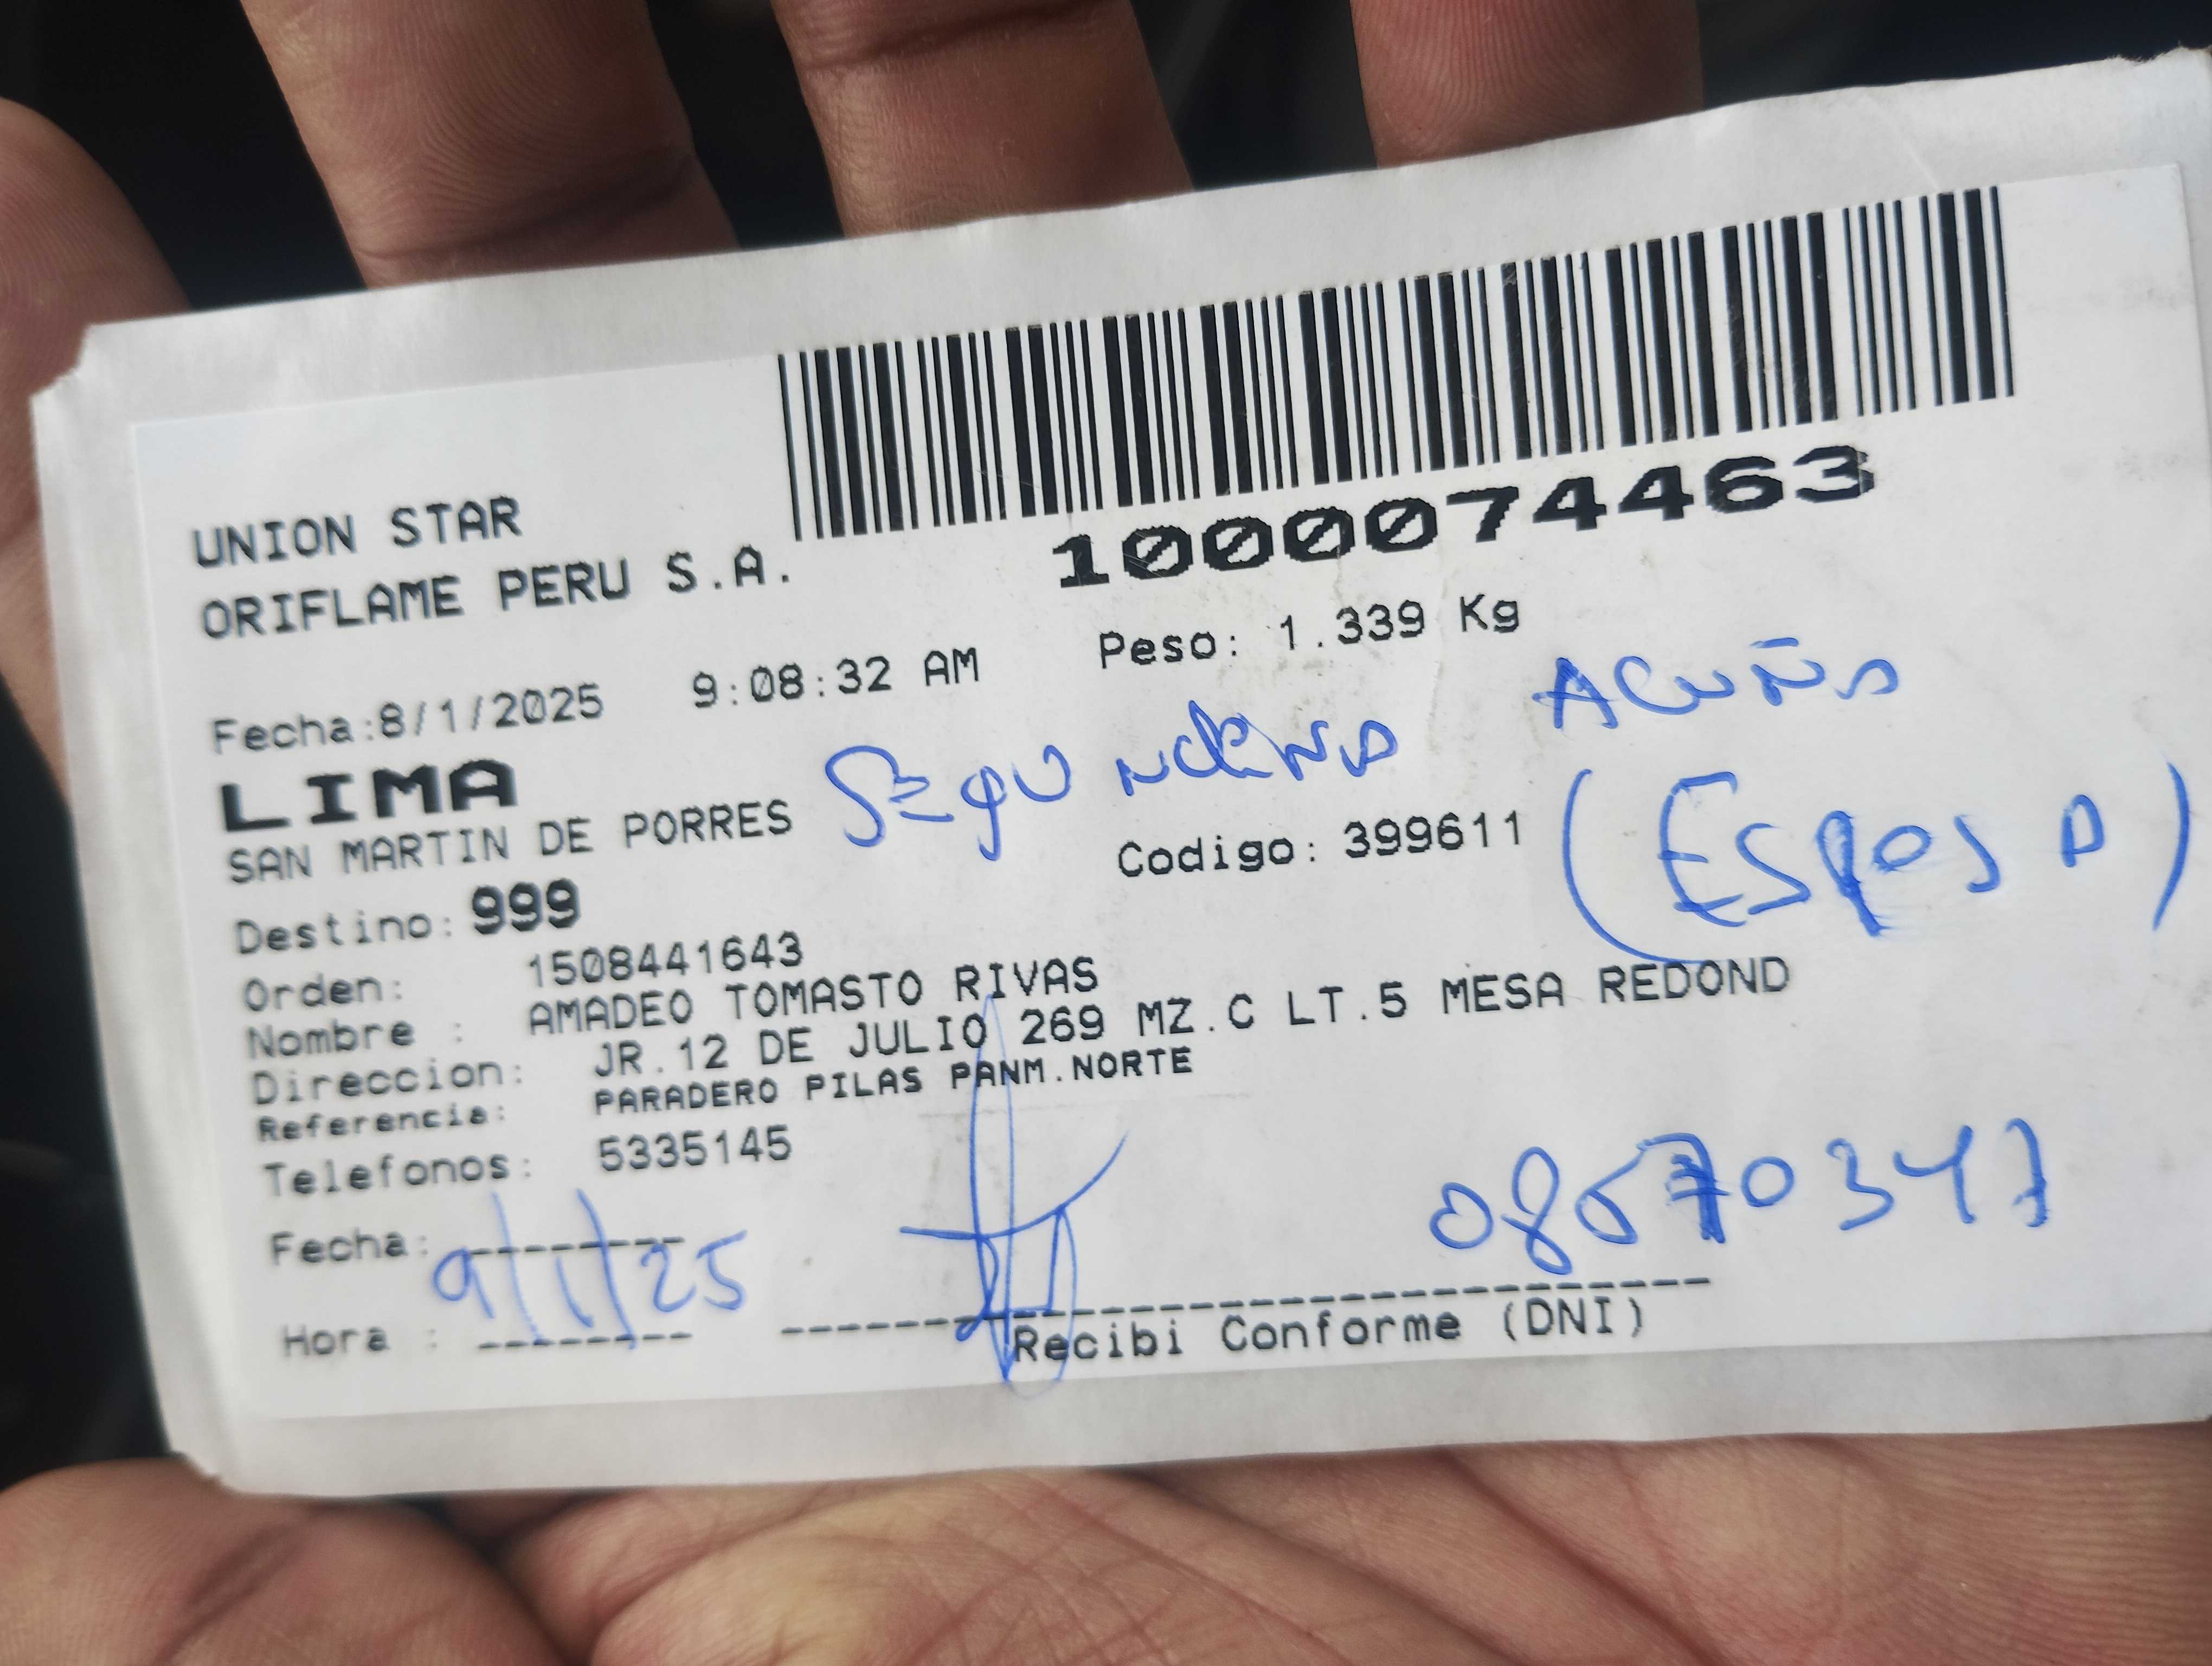 1000074463
UNION STAR
ORIFLAME PERU S.A.
Peso: 1.339 Kg
Fecha:8/1/2025 9:08:32 AM
LIMA
SAN MARTIN DE PORRES
ACUÑA
(ESPOSA)
Codigo: 399611
Destino: 999
Orden: 1508441643
Nombre : AMADEO TOMASTO RIVAS
Direccion: JR.12 DE JULIO 269 MZ.C LT.5 MESA REDOND
Referencia: PARADERO PILAS PANM.NORTE
Telefonos: 5335145
Fecha: 9/1/25
Hora :
Recibi Conforme (DNI)